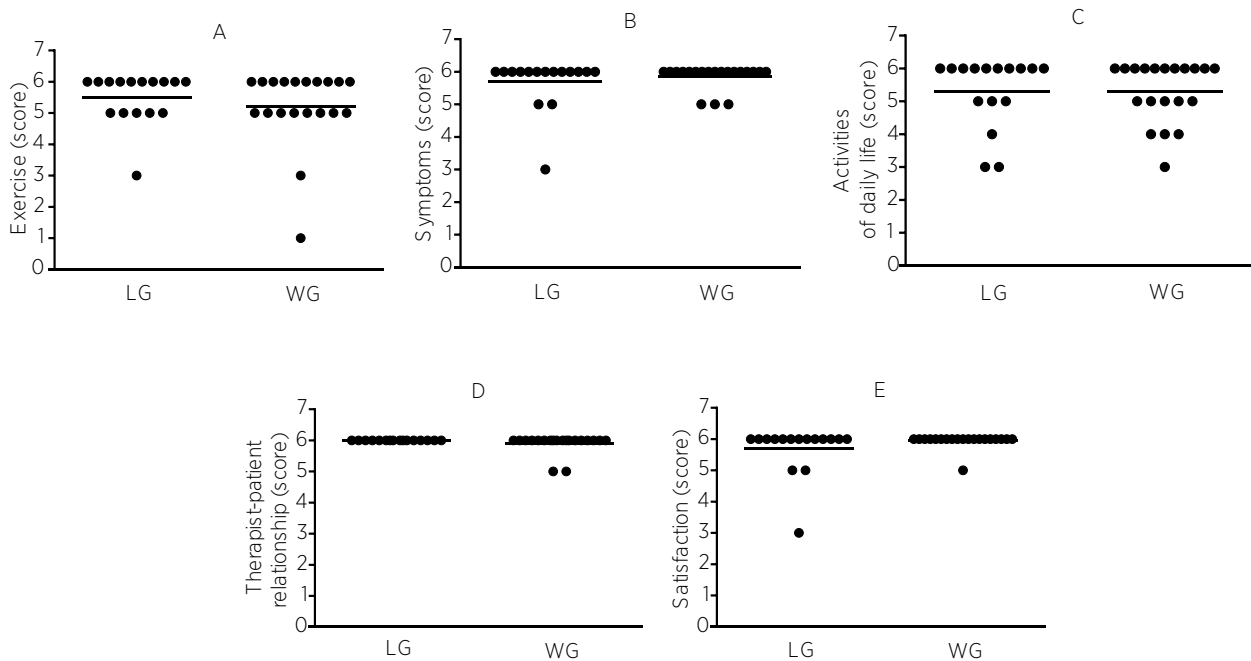 A
Exercise (score)
7
6
5
4
3
2
1
0
LG
WG
B
Symptoms (score)
7
6
5
4
3
2
1
0
LG
WG
C
Activities
of daily life (score)
7
6
5
4
3
2
1
0
LG
WG
D
Therapist-patient
relationship (score)
7
6
5
4
3
2
1
0
LG
WG
E
Satisfaction (score)
7
6
5
4
3
2
1
0
LG
WG